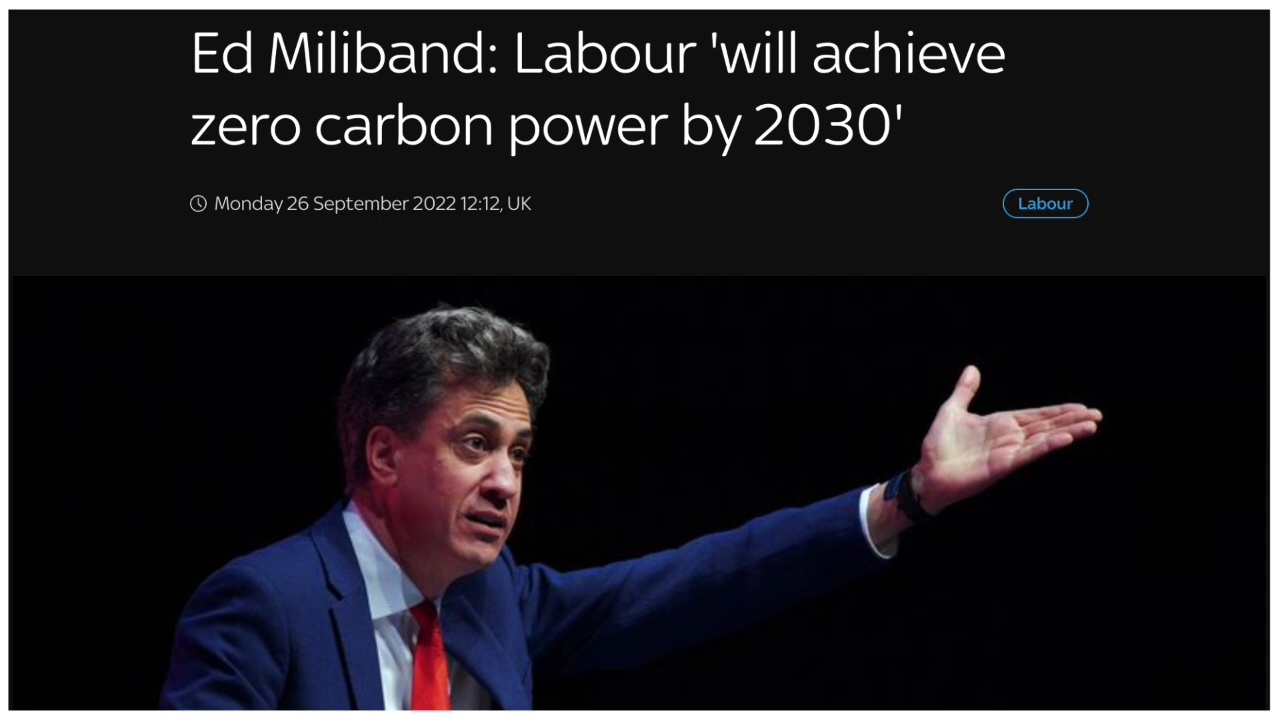 Ed Miliband: Labour 'will achieve
zero carbon power by 2030'
Monday 26 September 2022 12:12, UK
Labour